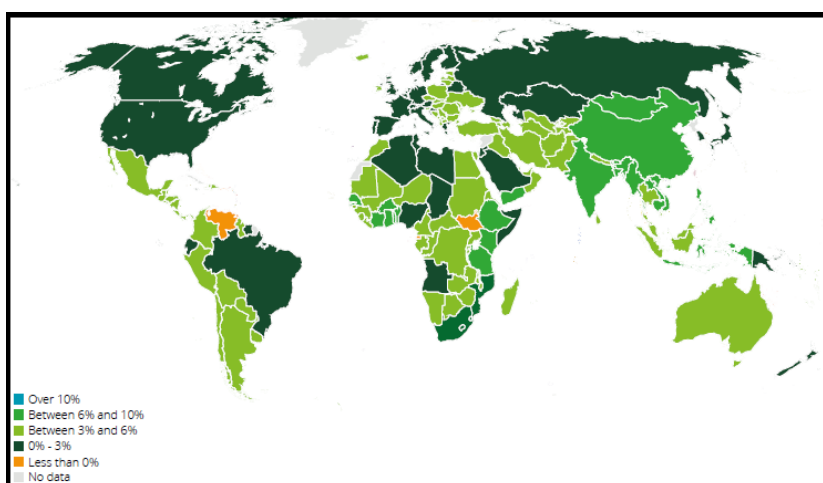 Over 10%
Between 6% and 10%
Between 3% and 6%
0% - 3%
Less than 0%
No data